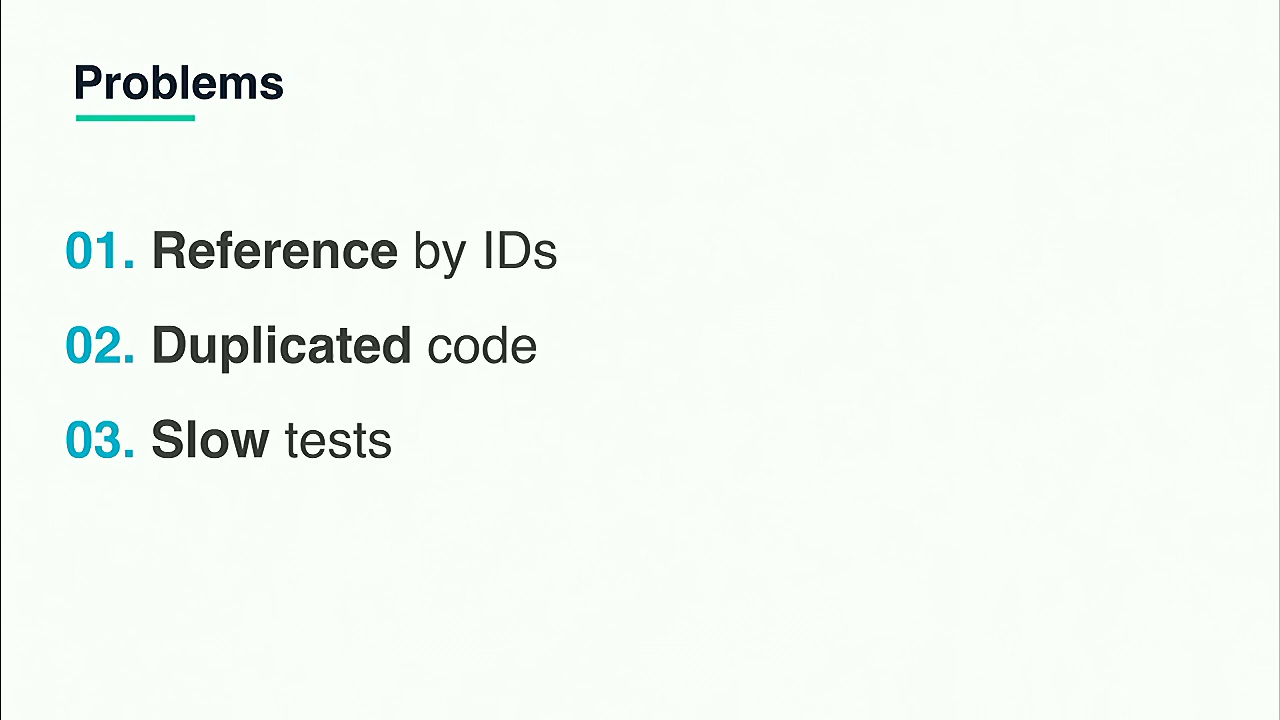 Problems
01. Reference by IDs
02. Duplicated code
03. Slow tests